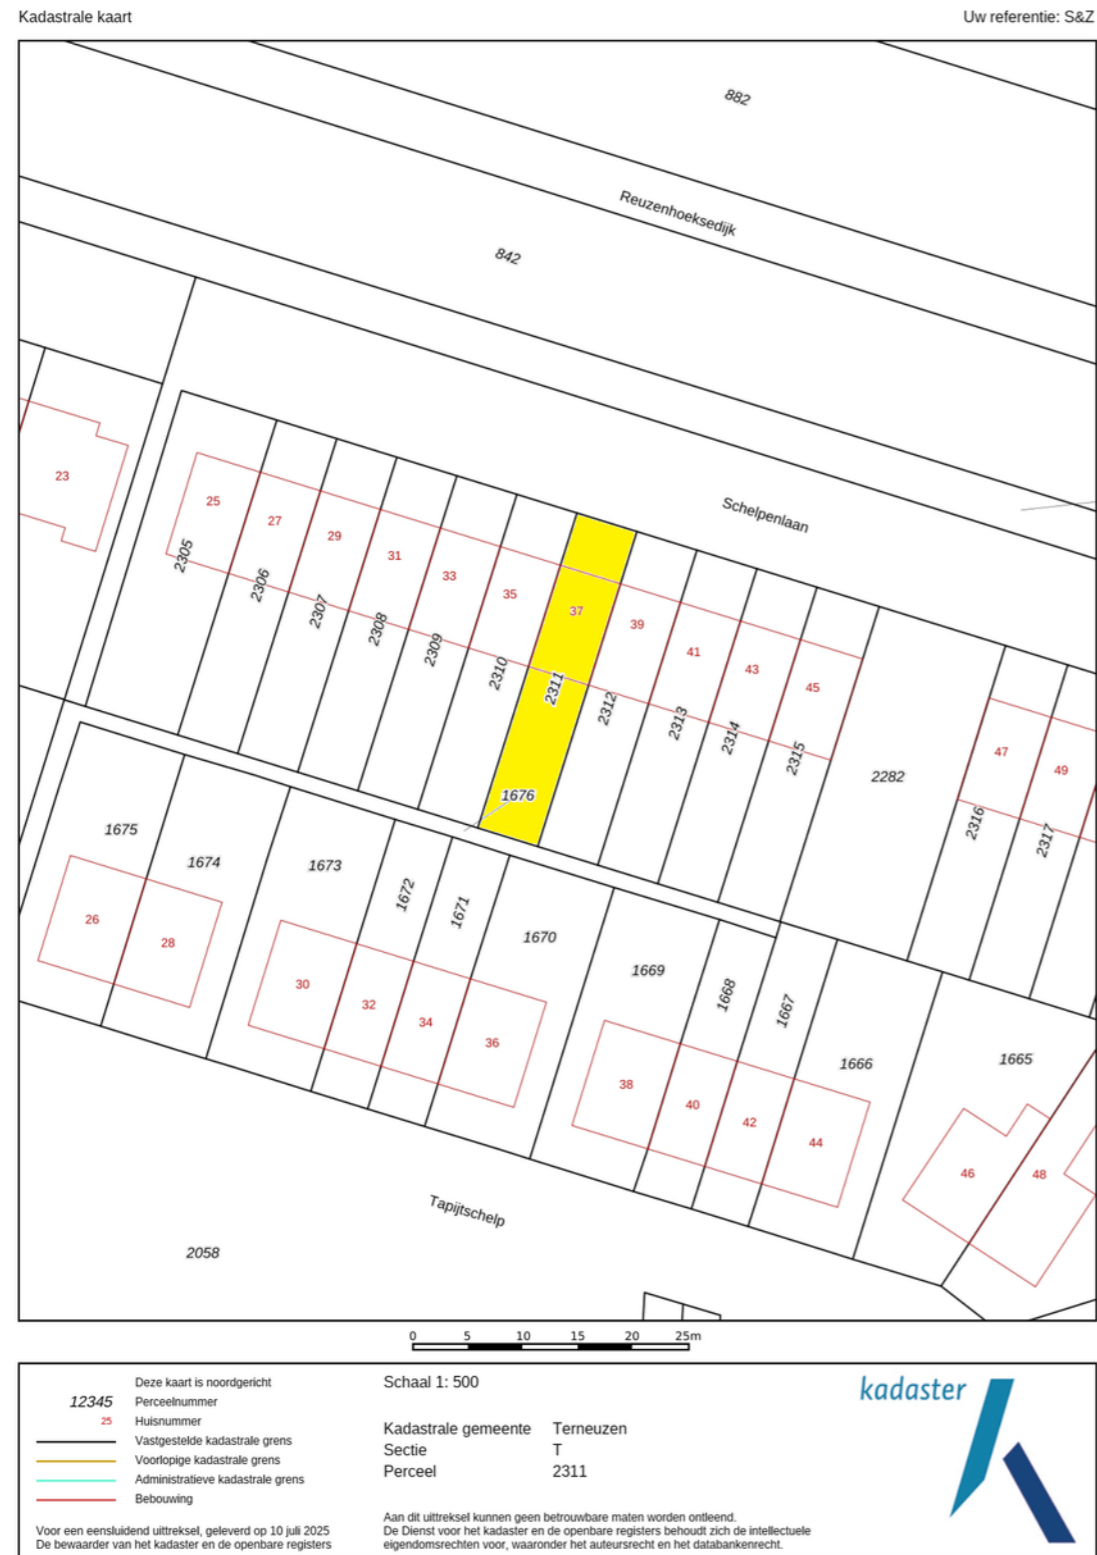 Kadastrale kaart
Uw referentie: S&Z
882
Reuzenhoeksedijk
842
Schelpenlaan
23
25
27
29
31
33
35
37
39
41
43
45
47
49
2305
2306
2307
2308
2309
2310
2311
2312
2313
2314
2315
2282
2316
2317
1676
1675
1674
1673
1672
1671
1670
1669
1668
1667
1666
1665
26
28
30
32
34
36
38
40
42
44
46
48
Tapijtschelp
2058
0 5 10 15 20 25m
Deze kaart is noordgericht
12345 Perceelnummer
25 Huisnummer
Vastgestelde kadastrale grens
Voorlopige kadastrale grens
Administratieve kadastrale grens
Bebouwing
Voor een eensluidend uittreksel, geleverd op 10 juli 2025
De bewaarder van het kadaster en de openbare registers
Schaal 1: 500
Kadastrale gemeente Terneuzen
Sectie T
Perceel 2311
Aan dit uittreksel kunnen geen betrouwbare maten worden ontleend.
De Dienst voor het kadaster en de openbare registers behoudt zich de intellectuele
eigendomsrechten voor, waaronder het auteursrecht en het databankenrecht.
kadaster